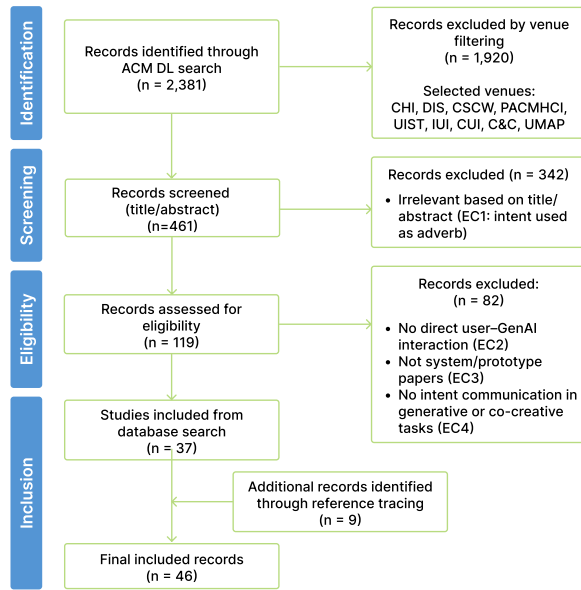 Identification
Records identified through
ACM DL search
(n = 2,381)
Records excluded by venue
filtering
(n = 1,920)
Selected venues:
CHI, DIS, CSCW, PACMHCI,
UIST, IUI, CUI, C&C, UMAP
Screening
Records screened
(title/abstract)
(n=461)
Records excluded (n = 342)
• Irrelevant based on title/
abstract (EC1: intent used
as adverb)
Eligibility
Records assessed for
eligibility
(n = 119)
Records excluded:
(n = 82)
• No direct user–GenAI
interaction (EC2)
• Not system/prototype
papers (EC3)
• No intent communication in
generative or co-creative
tasks (EC4)
Inclusion
Studies included from
database search
(n = 37)
Additional records identified
through reference tracing
(n = 9)
Final included records
(n = 46)